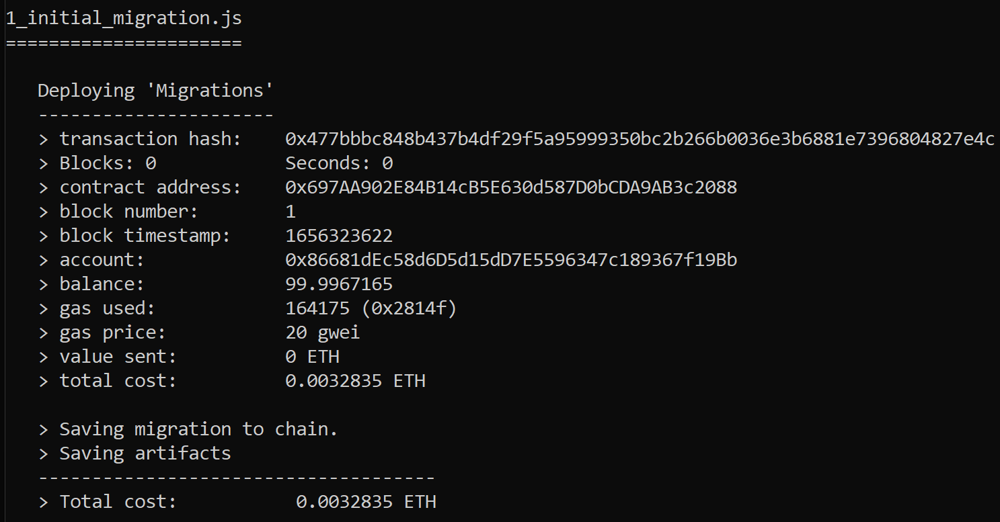 1_initial_migration.js
======================
Deploying 'Migrations'
----------------------
> transaction hash: 0x477bbbc848b437b4df29f5a95999350bc2b266b0036e3b6881e7396804827e4c
> Blocks: 0 Seconds: 0
> contract address: 0x697AA902E84B14cB5E630d587D0bCDA9AB3c2088
> block number: 1
> block timestamp: 1656323622
> account: 0x86681dEc58d6D5d15dD7E5596347c189367f19Bb
> balance: 99.9967165
> gas used: 164175 (0x2814f)
> gas price: 20 gwei
> value sent: 0 ETH
> total cost: 0.0032835 ETH
> Saving migration to chain.
> Saving artifacts
-------------------------------------
> Total cost: 0.0032835 ETH